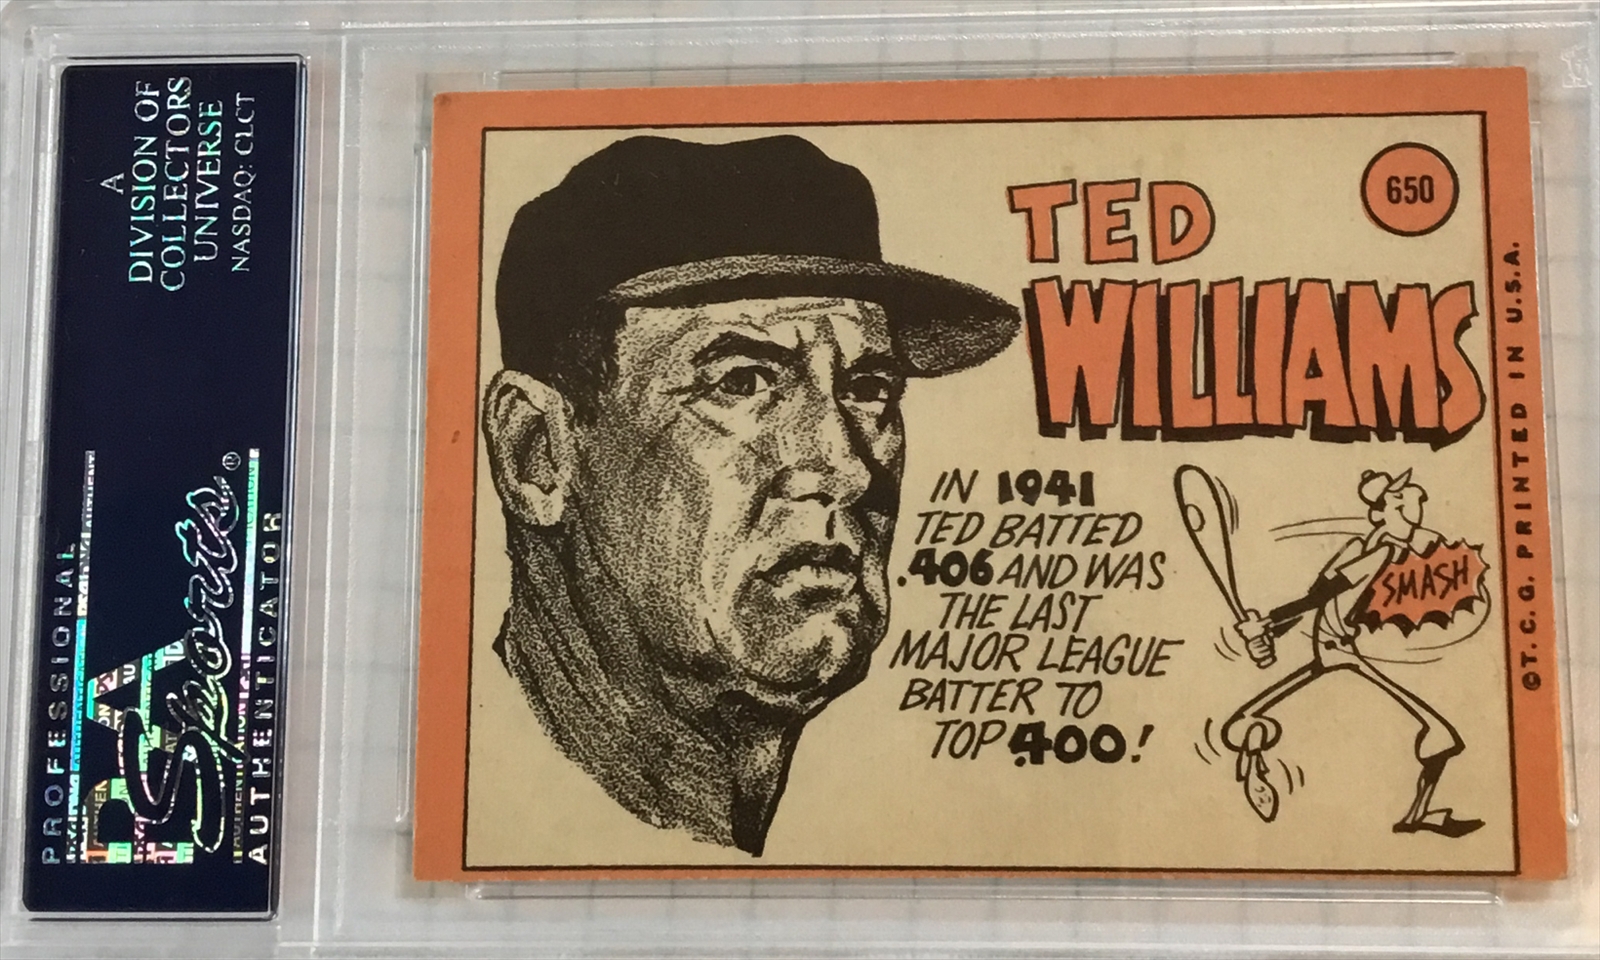 A
DIVISION OF
COLLECTORS
UNIVERSE
NASDAQ: CLCT
PROFESSIONAL
PSA
Sports®
AUTHENTICATOR
650
TED
WILLIAMS
IN 1941
TED BATTED
.406 AND WAS
THE LAST
MAJOR LEAGUE
BATTER TO
TOP .400!
SMASH
©T. C. G. PRINTED IN U.S.A.